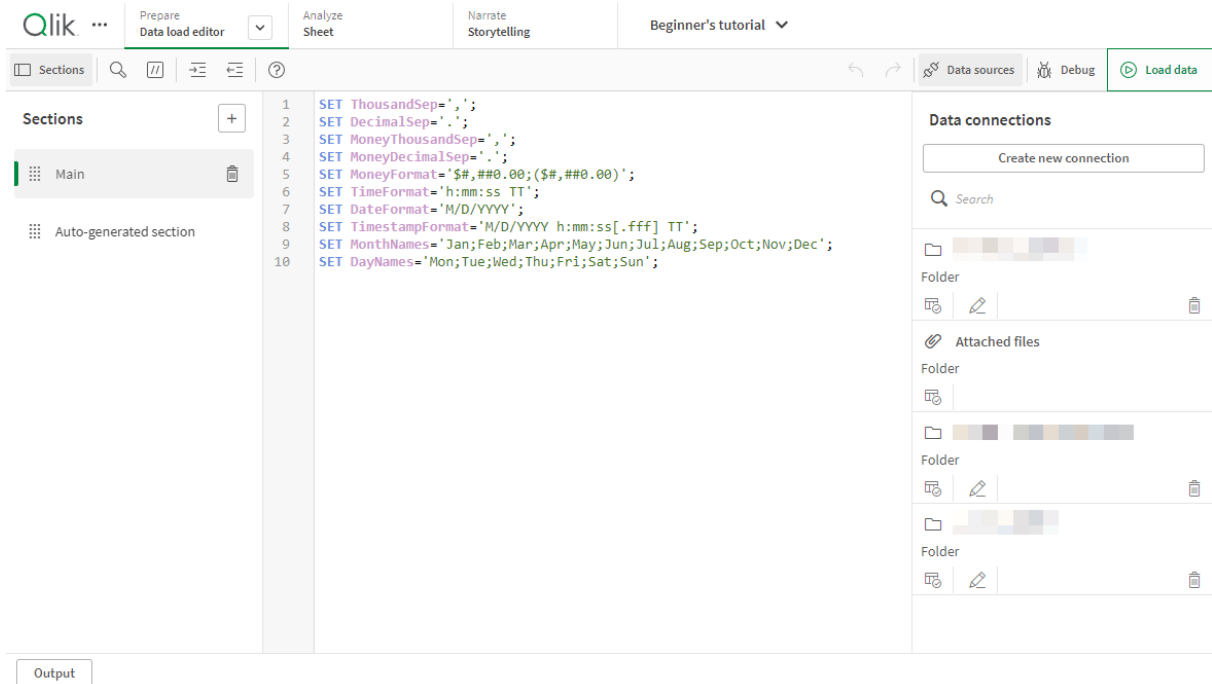 Qlik
Prepare
Data load editor
Analyze
Sheet
Narrate
Storytelling
Beginner's tutorial
Sections
Data sources
Debug
Load data
Sections
+
Main
Auto-generated section
1 SET ThousandSep=',';
2 SET DecimalSep='.';
3 SET MoneyThousandSep=',';
4 SET MoneyDecimalSep='.';
5 SET MoneyFormat='$#,##0.00;($#,##0.00)';
6 SET TimeFormat='h:mm:ss TT';
7 SET DateFormat='M/D/YYYY';
8 SET TimestampFormat='M/D/YYYY h:mm:ss[.fff] TT';
9 SET MonthNames='Jan;Feb;Mar;Apr;May;Jun;Jul;Aug;Sep;Oct;Nov;Dec';
10 SET DayNames='Mon;Tue;Wed;Thu;Fri;Sat;Sun';
Data connections
Create new connection
Search
Folder
Attached files
Folder
Folder
Folder
Output